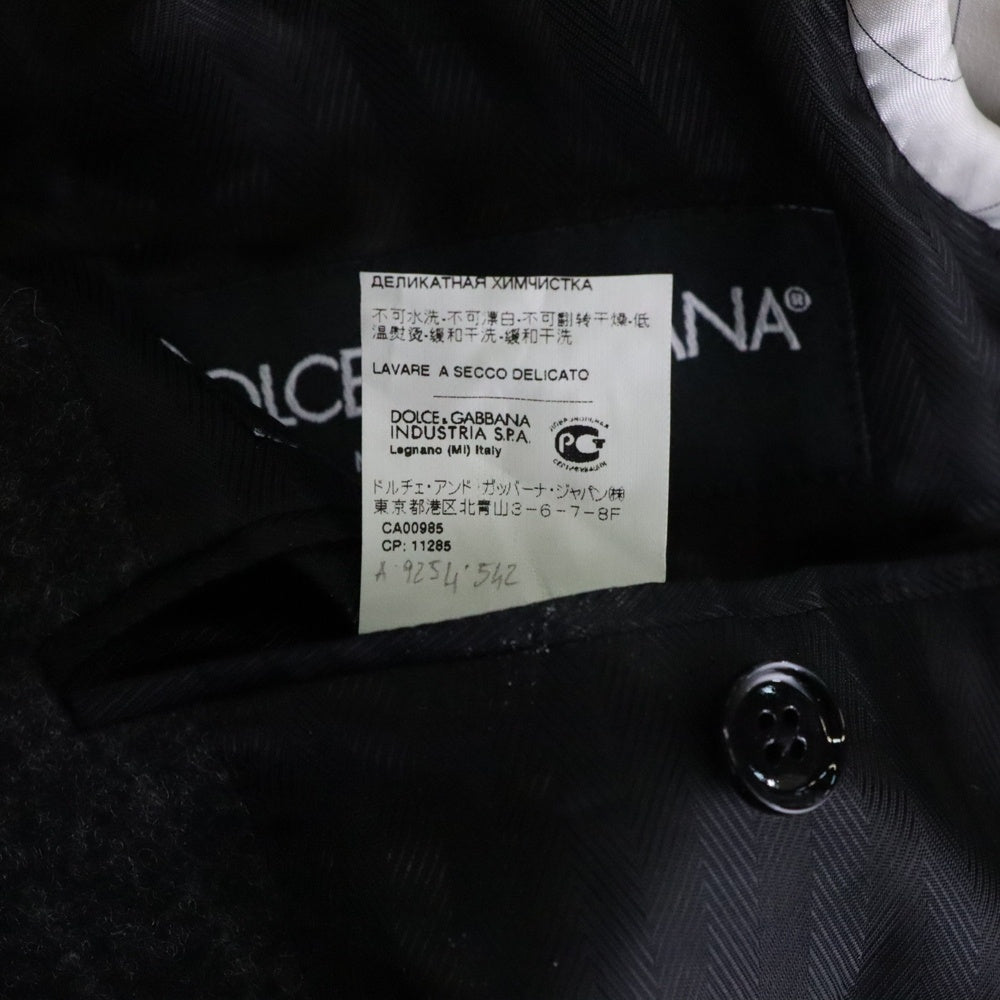 DOLCE
BANA®
ДЕЛИКАТНАЯ ХИМЧИСТКА
不可水洗-不可漂白-不可翻转干燥-低
温熨烫-缓和干洗-缓和干洗
LAVARE A SECCO DELICATO
DOLCE & GABBANA
INDUSTRIA S.P.A.
Legnano (MI) Italy
РСТ
ドルチェ・アンド ガッバーナ・ジャパン㈱
東京都港区北青山3-6-7-8F
CA00985
CP: 11285
A·9254·542